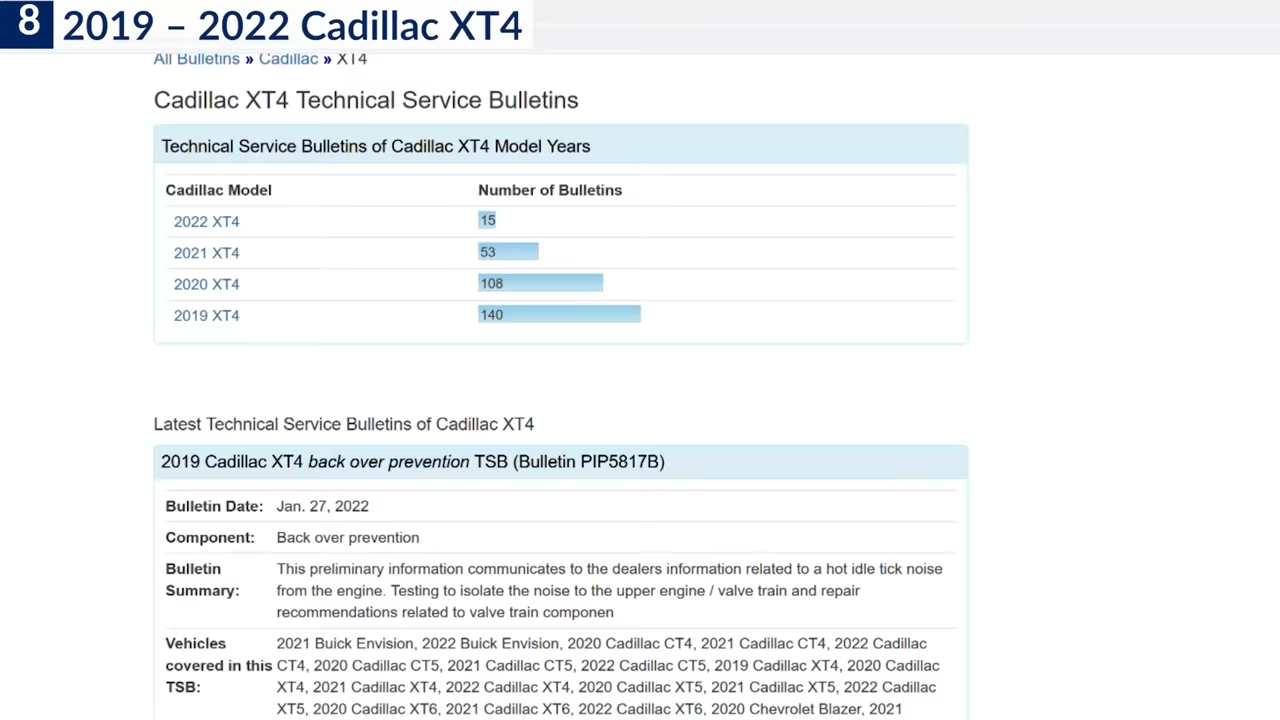 8 2019 – 2022 Cadillac XT4
All Bulletins » Cadillac » XT4
Cadillac XT4 Technical Service Bulletins
Technical Service Bulletins of Cadillac XT4 Model Years
Cadillac Model Number of Bulletins
2022 XT4 15
2021 XT4 53
2020 XT4 108
2019 XT4 140
Latest Technical Service Bulletins of Cadillac XT4
2019 Cadillac XT4 back over prevention TSB (Bulletin PIP5817B)
Bulletin Date: Jan. 27, 2022
Component: Back over prevention
Bulletin This preliminary information communicates to the dealers information related to a hot idle tick noise
Summary: from the engine. Testing to isolate the noise to the upper engine / valve train and repair
recommendations related to valve train componen
Vehicles 2021 Buick Envision, 2022 Buick Envision, 2020 Cadillac CT4, 2021 Cadillac CT4, 2022 Cadillac
covered in this CT4, 2020 Cadillac CT5, 2021 Cadillac CT5, 2022 Cadillac CT5, 2019 Cadillac XT4, 2020 Cadillac
TSB: XT4, 2021 Cadillac XT4, 2022 Cadillac XT4, 2020 Cadillac XT5, 2021 Cadillac XT5, 2022 Cadillac
XT5, 2020 Cadillac XT6, 2021 Cadillac XT6, 2022 Cadillac XT6, 2020 Chevrolet Blazer, 2021